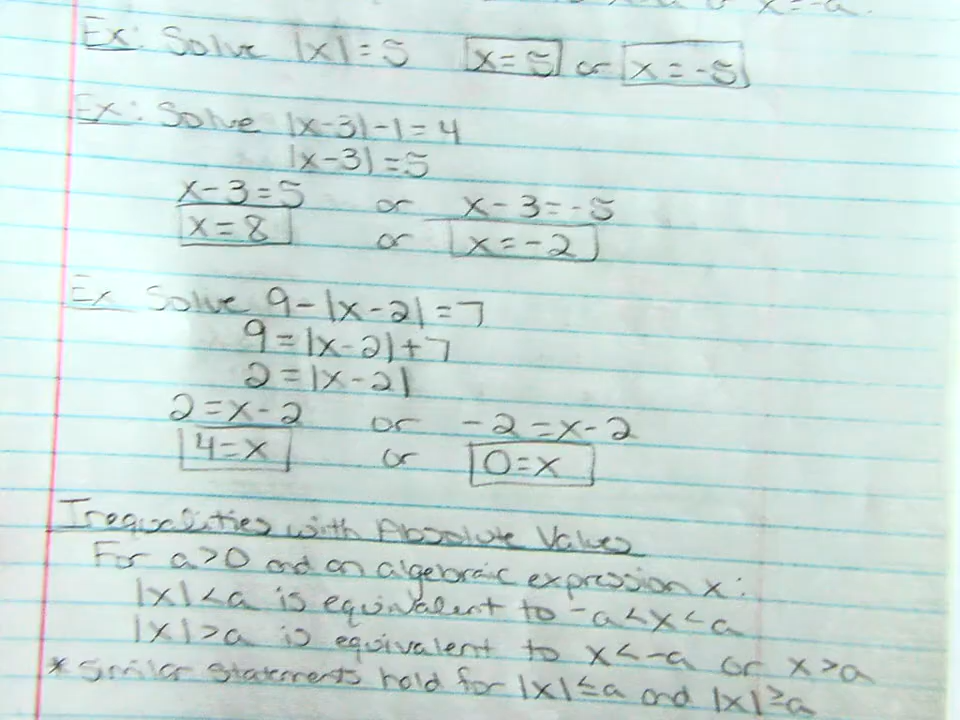 x=-a.
Ex: Solve |x|=5 x=5 or x=-5
Ex: Solve |x-3|-1=4
|x-3|=5
x-3=5 or x-3=-5
x=8 or x=-2
Ex Solve 9-|x-2|=7
9=|x-2|+7
2=|x-2|
2=x-2 or -2=x-2
4=x or 0=x
Inequalities with Absolute Values
For a>0 and an algebraic expression x:
|x|<a is equivalent to -a<x<a
|x|>a is equivalent to x<-a or x>a
* Similar statements hold for |x|≤a and |x|≥a